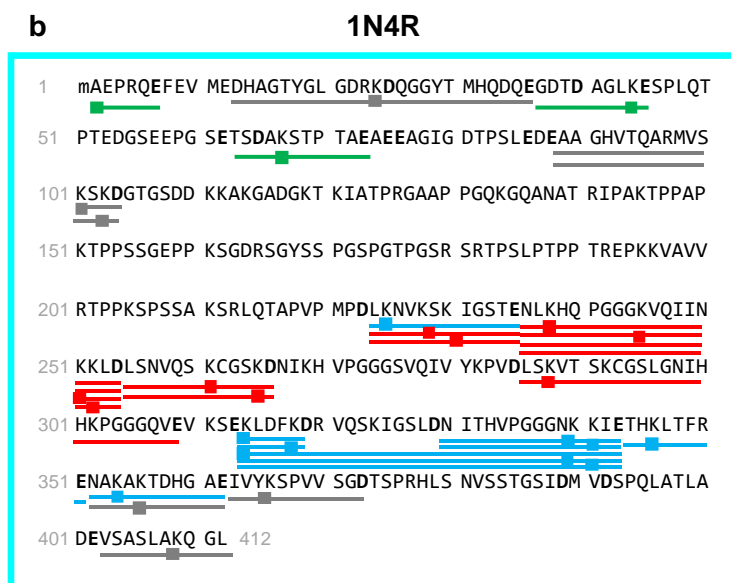 b 1N4R
1 mAEPRQEFEV MEDHAGTYGL GDRKDQGGYT MHQDQEGDTD AGLKESPLQT
51 PTEDGSEEPG SETSDAKSTP TAEAEEAGIG DTPSLEDEAA GHVTQARMVS
101 KSKDGTGSDD KKAKGADGKT KIATPRGAAP PGQKGQANAT RIPAKTPPAP
151 KTPPSSGEPP KSGDRSGYSS PGSPGTPGSR SRTPSLPTPP TREPKKVAVV
201 RTPPKSPSSA KSRLQTAPVP MPDLKNVKSK IGSTENLKHQ PGGGKVQIIN
251 KKLDLSNVQS KCGSKDNIKH VPGGGSVQIV YKPVDLSKVT SKCGSLGNIH
301 HKPGGGQVEV KSEKLDFKDR VQSKIGSLDN ITHVPGGGNK KIETHKLTFR
351 ENAKAKTDHG AEIVYKSPVV SGDTSPRHLS NVSSTGSIDM VDSPQLATLA
401 DEVSASLAKQ GL 412